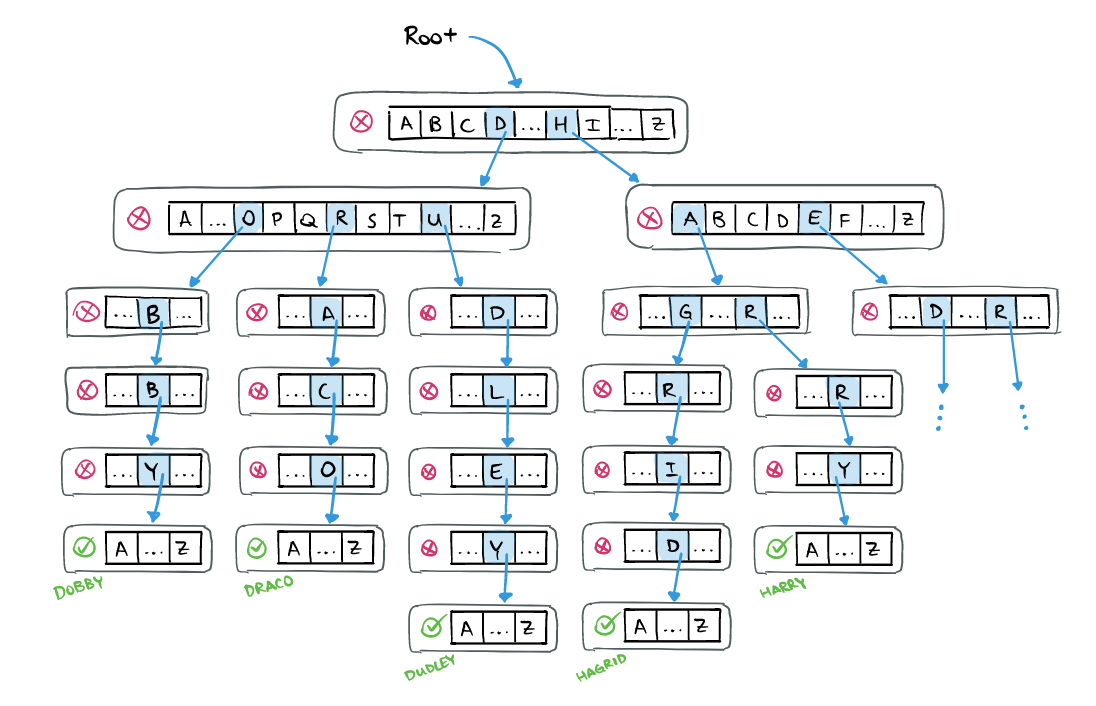 Root
A B C D ... H I ... Z
A ... O P Q R S T U ... Z
A B C D E F ... Z
... B ...
... A ...
... D ...
... G ... R ...
... D ... R ...
... B ...
... C ...
... L ...
... R ...
... R ...
... Y ...
... O ...
... E ...
... I ...
... Y ...
A ... Z
A ... Z
... Y ...
... D ...
A ... Z
DOBBY
DRACO
HARRY
A ... Z
A ... Z
DUDLEY
HAGRID